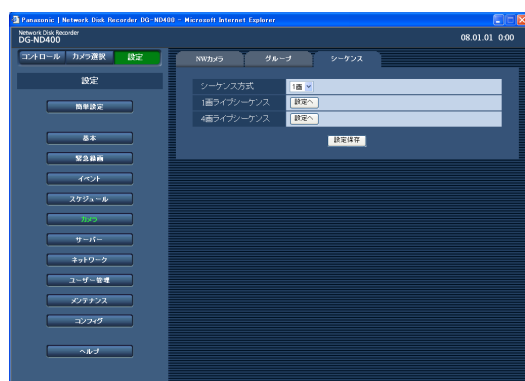 Panasonic | Network Disk Recorder DG-ND400 - Microsoft Internet Explorer
Network Disk Recorder
DG-ND400
08.01.01 0:00
コントロール カメラ選択 設定
NWカメラ グループ シーケンス
設定
簡単設定
基本
緊急録画
イベント
スケジュール
カメラ
サーバー
ネットワーク
ユーザー管理
メンテナンス
コンフィグ
ヘルプ
シーケンス方式 1画
1画ライブシーケンス 設定へ
4画ライブシーケンス 設定へ
設定保存